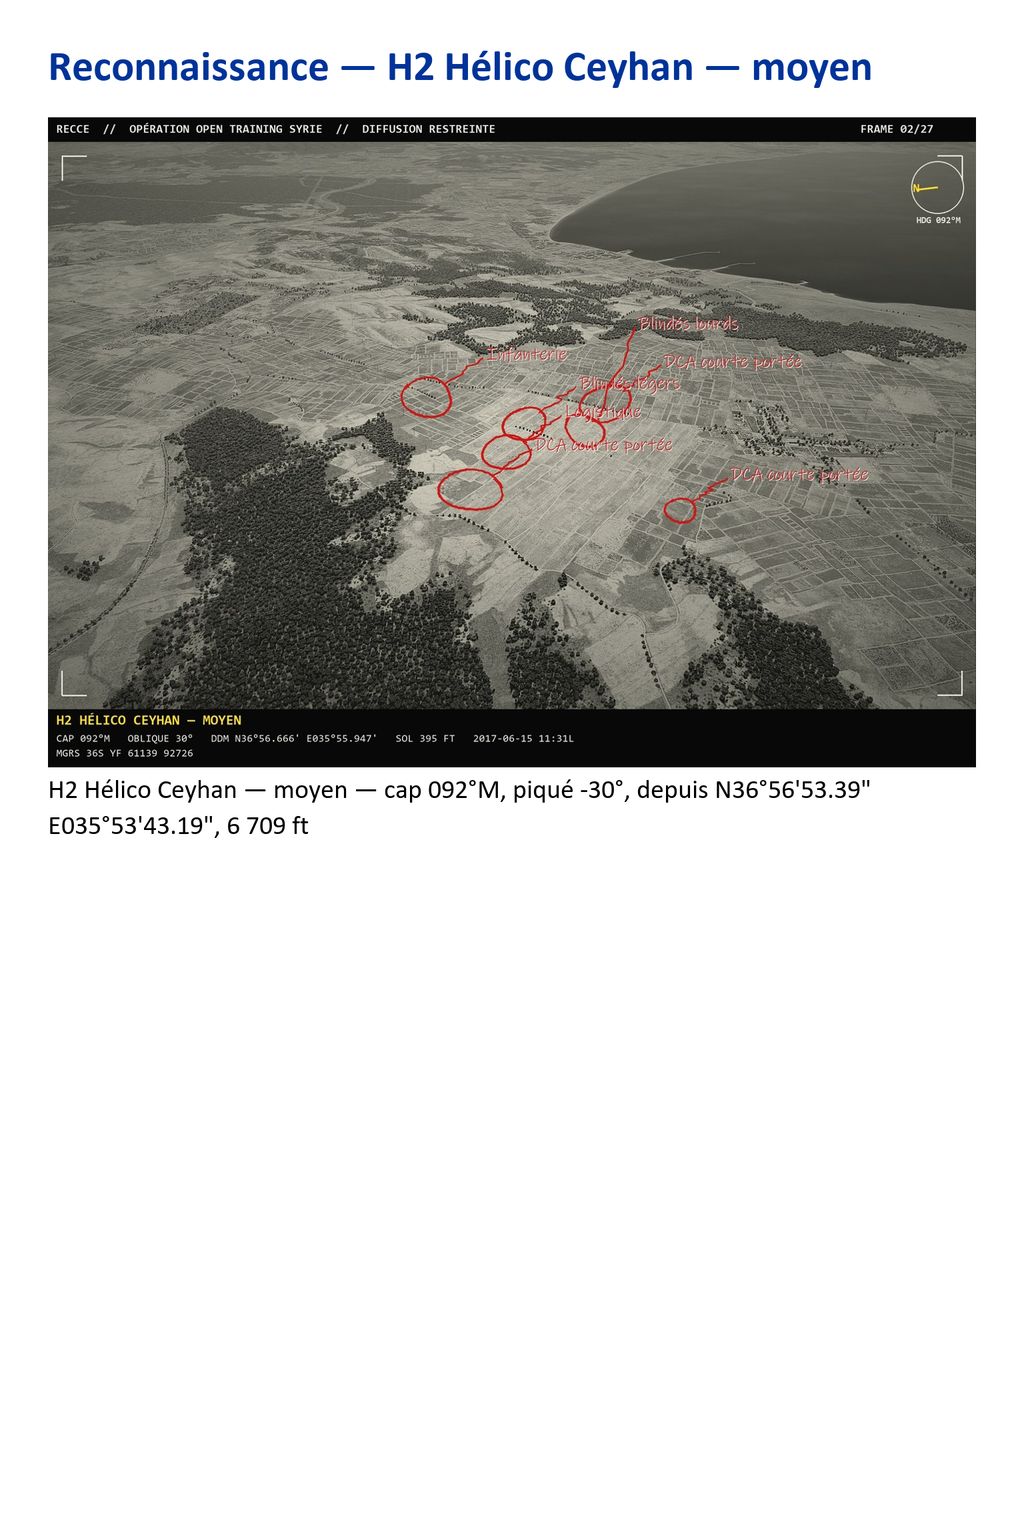 Reconnaissance — H2 Hélico Ceyhan — moyen
RECCE // OPÉRATION OPEN TRAINING SYRIE // DIFFUSION RESTREINTE
FRAME 02/27
N
HDG 092°M
Blindés lourds
Infanterie
DCA courte portée
Blindés légers
Logistique
DCA courte portée
DCA courte portée
H2 HÉLICO CEYHAN — MOYEN
CAP 092°M OBLIQUE 30° DDM N36°56.666' E035°55.947' SOL 395 FT 2017-06-15 11:31L
MGRS 36S YF 61139 92726
H2 Hélico Ceyhan — moyen — cap 092°M, piqué -30°, depuis N36°56'53.39"
E035°53'43.19", 6 709 ft